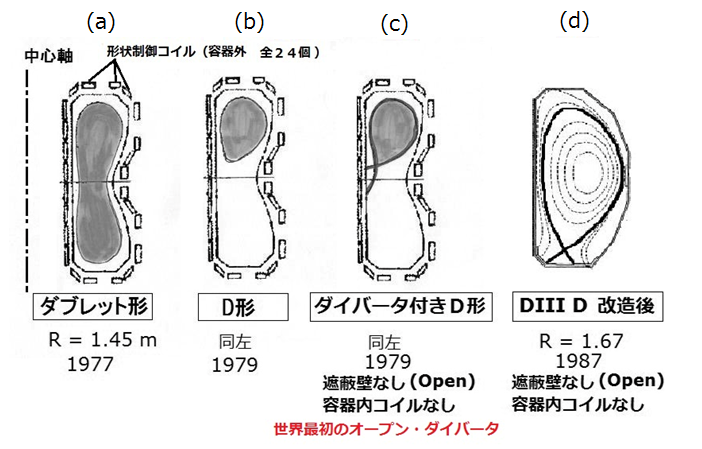 (a)
(b)
(c)
(d)
中心軸
形状制御コイル(容器外 全24個)
ダブレット形
D形
ダイバータ付きD形
DIII D 改造後
R = 1.45 m
同左
同左
R = 1.67
1977
1979
1979
1987
遮蔽壁なし(Open)
遮蔽壁なし(Open)
容器内コイルなし
容器内コイルなし
世界最初のオープン・ダイバータ